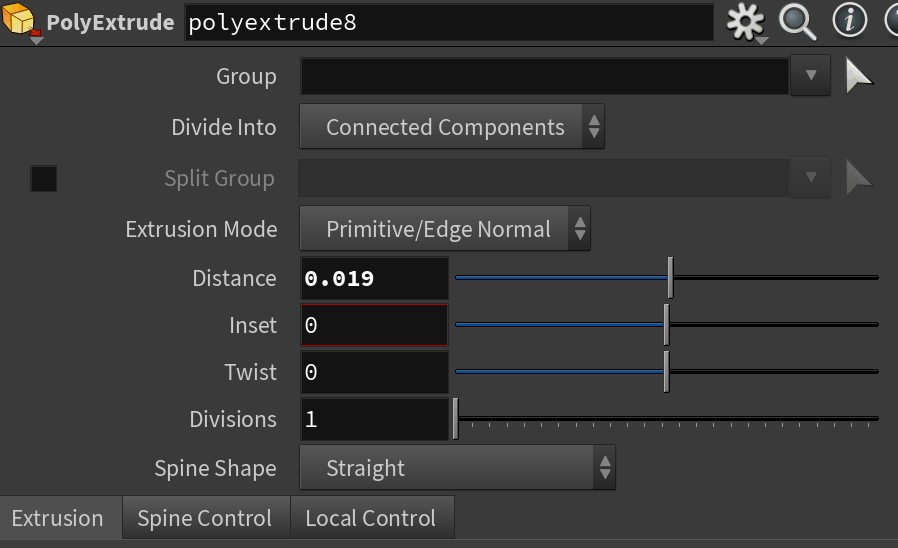 PolyExtrude polyextrude8
Group
Divide Into Connected Components
Split Group
Extrusion Mode Primitive/Edge Normal
Distance 0.019
Inset 0
Twist 0
Divisions 1
Spine Shape Straight
Extrusion Spine Control Local Control